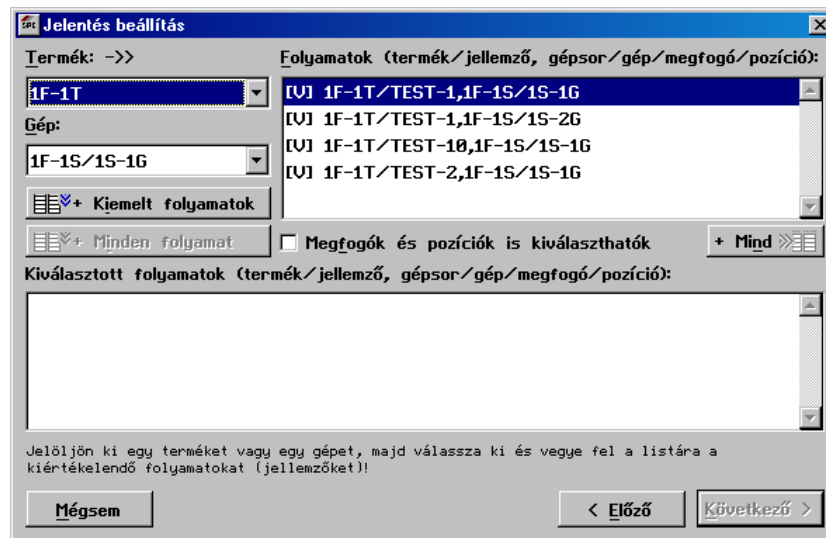 SPC Jelentés beállítás
Termék: ->>
Folyamatok (termék/jellemző, gépsor/gép/megfogó/pozíció):
1F-1T
[V] 1F-1T/TEST-1,1F-1S/1S-1G
[V] 1F-1T/TEST-1,1F-1S/1S-2G
[V] 1F-1T/TEST-10,1F-1S/1S-1G
[V] 1F-1T/TEST-2,1F-1S/1S-1G
Gép:
1F-1S/1S-1G
+ Kiemelt folyamatok
+ Minden folyamat
Megfogók és pozíciók is kiválaszthatók
+ Mind
Kiválasztott folyamatok (termék/jellemző, gépsor/gép/megfogó/pozíció):
Jelöljön ki egy terméket vagy egy gépet, majd válassza ki és vegye fel a listára a
kiértékelendő folyamatokat (jellemzőket)!
Mégsem
< Előző
Következő >